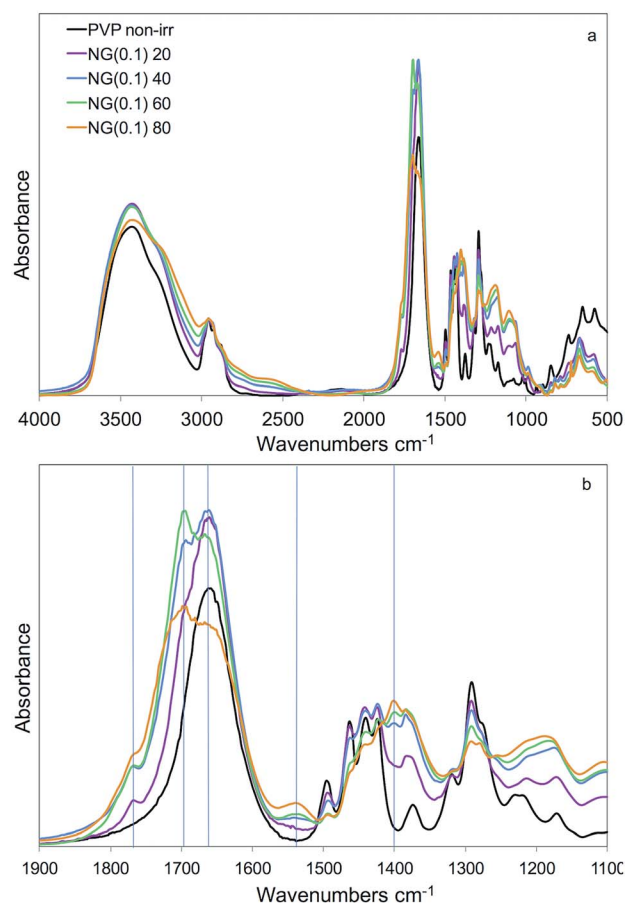 a
PVP non-irr
NG(0.1) 20
NG(0.1) 40
NG(0.1) 60
NG(0.1) 80
Absorbance
4000 3500 3000 2500 2000 1500 1000 500
Wavenumbers cm-1
b
Absorbance
1900 1800 1700 1600 1500 1400 1300 1200 1100
Wavenumbers cm-1